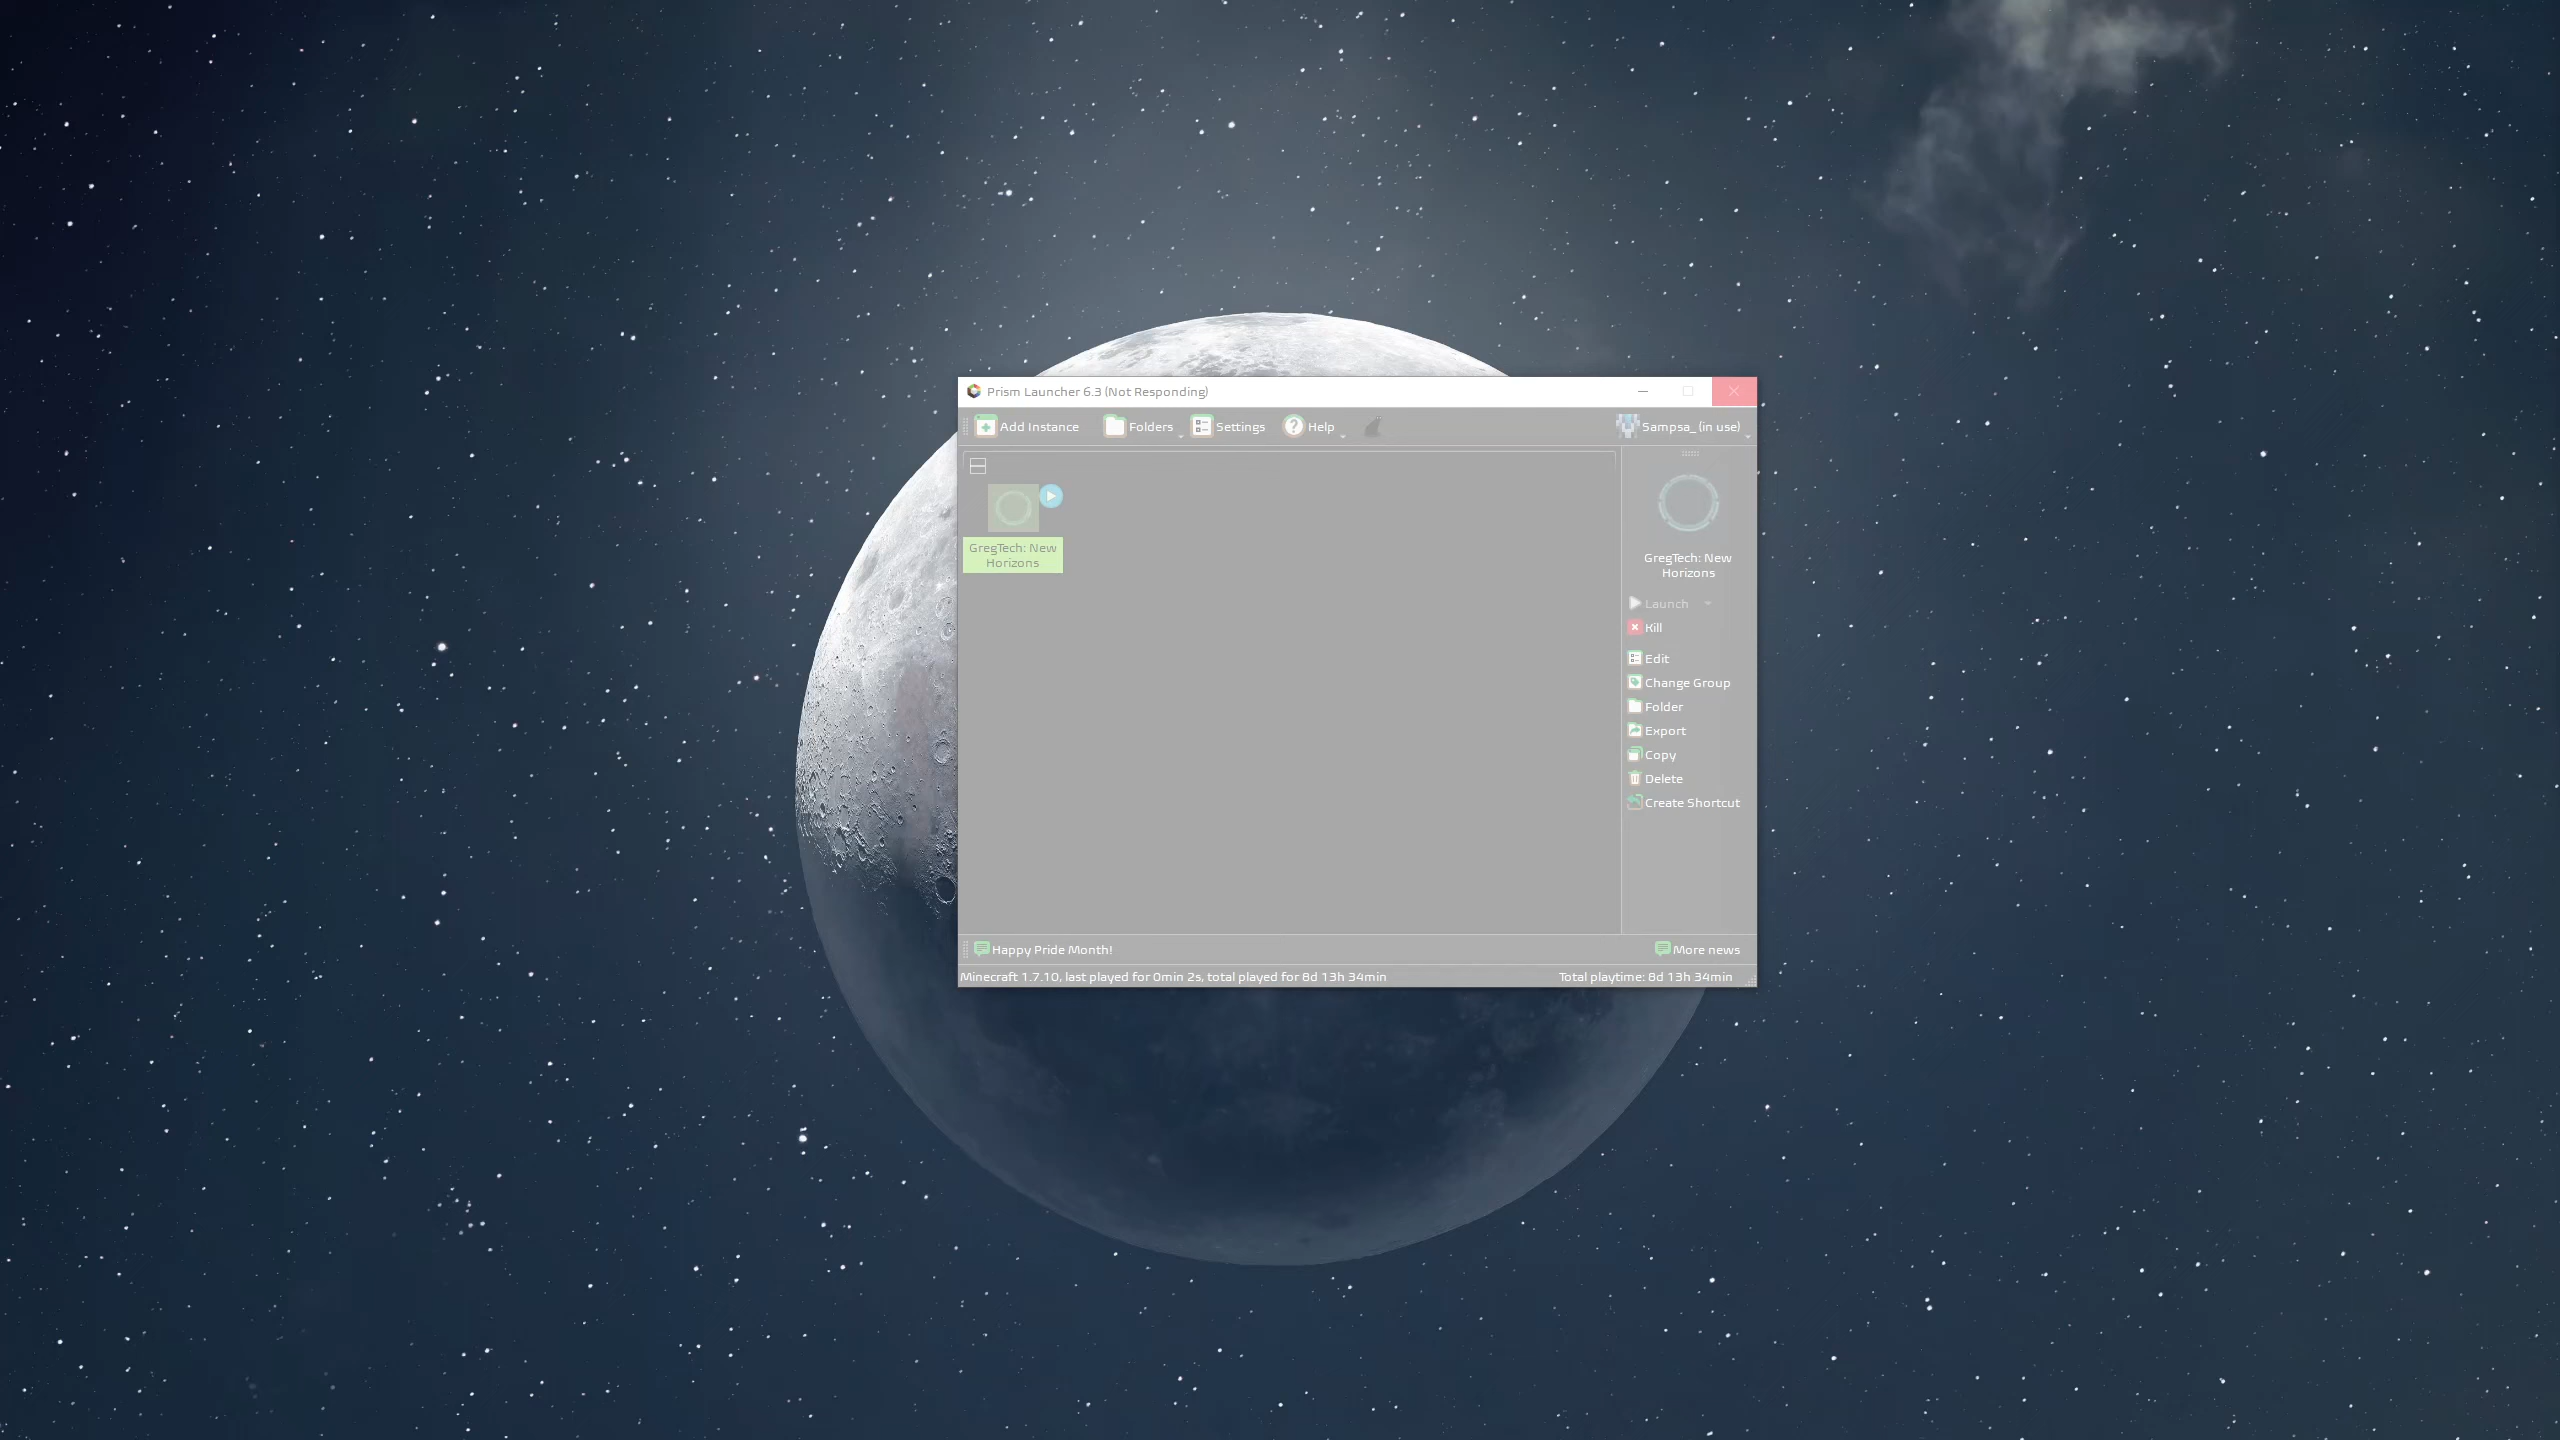 Prism Launcher 6.3 (Not Responding)
Add Instance Folders Settings Help Sampsa_ (in use)
GregTech: New
Horizons
GregTech: New
Horizons
Launch
Kill
Edit
Change Group
Folder
Export
Copy
Delete
Create Shortcut
Happy Pride Month! More news
Minecraft 1.7.10, last played for 0min 2s, total played for 8d 13h 34min Total playtime: 8d 13h 34min